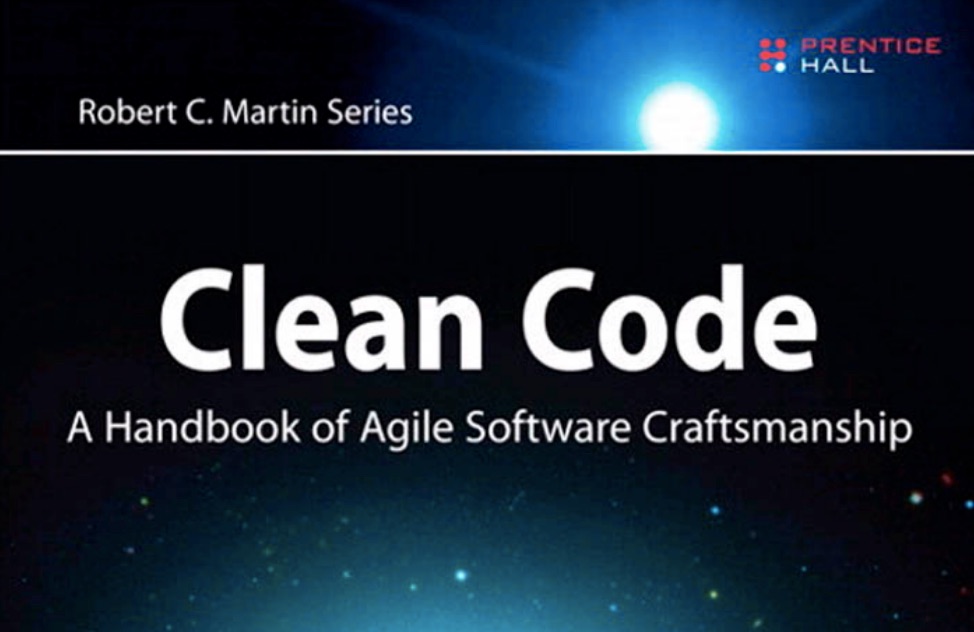 PRENTICE
HALL
Robert C. Martin Series
Clean Code
A Handbook of Agile Software Craftsmanship